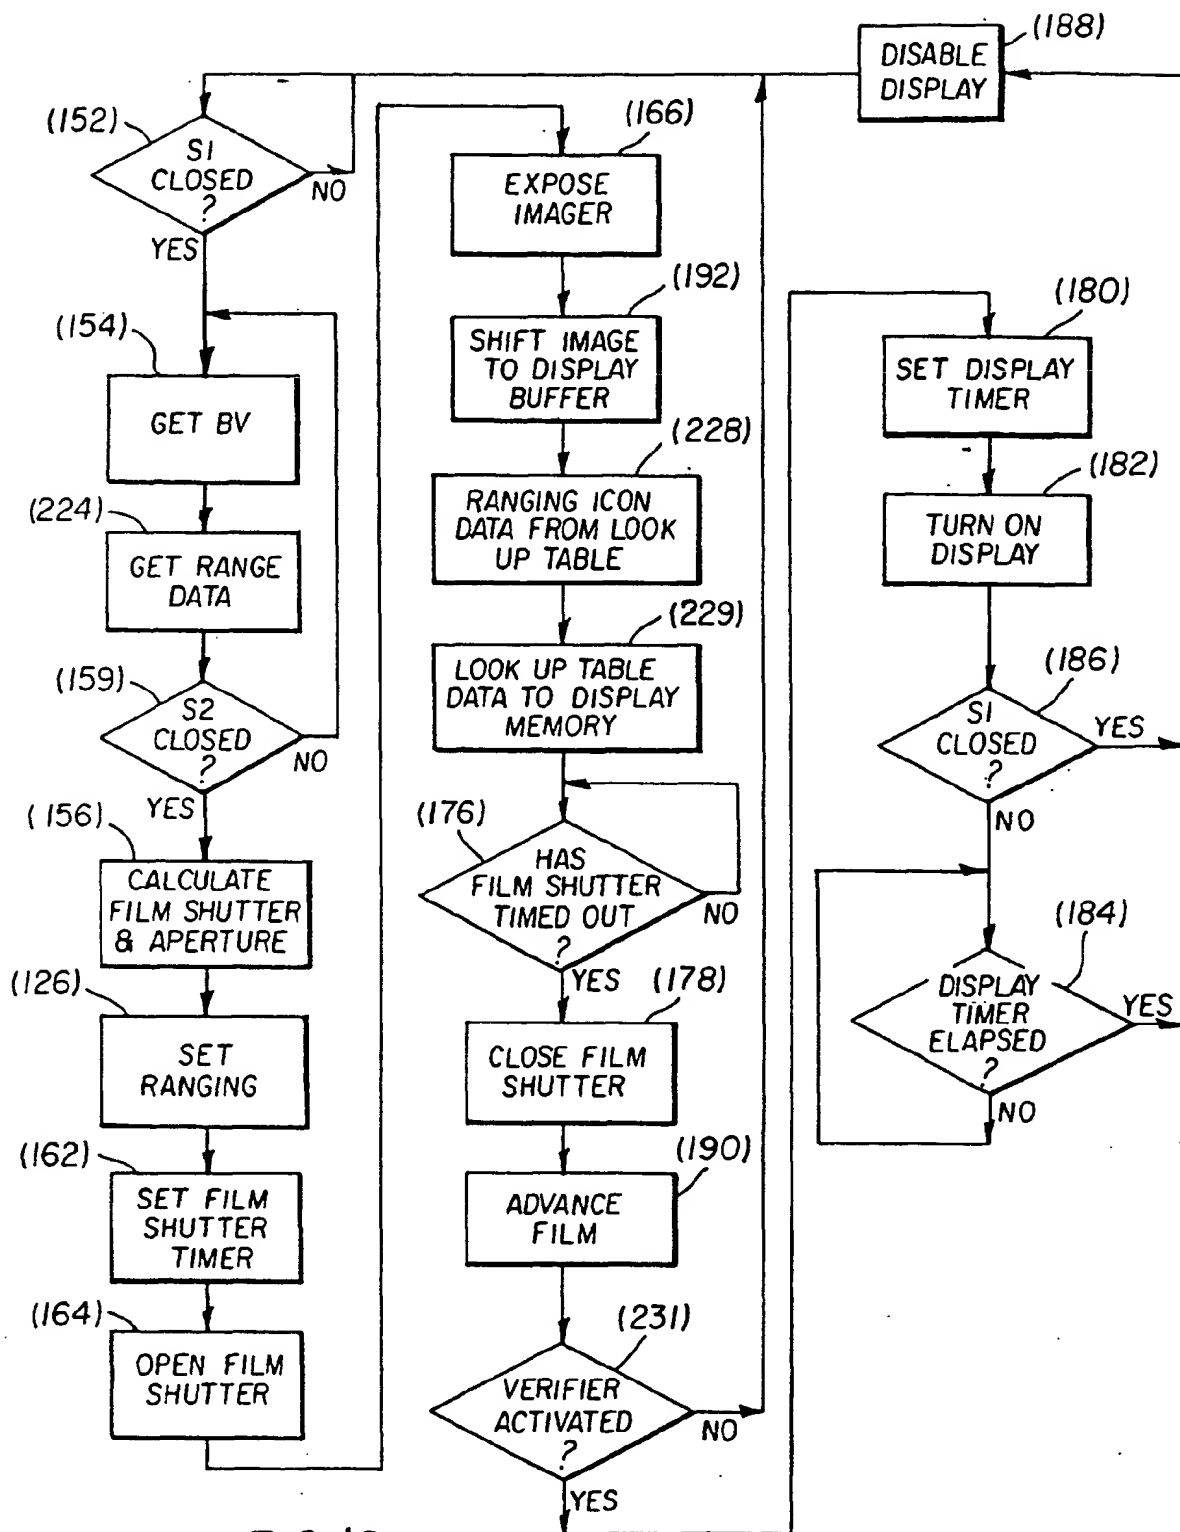 (152)
S1
CLOSED
?
NO
YES
(154)
GET BV
(224)
GET RANGE
DATA
(159)
S2
CLOSED
?
NO
YES
(156)
CALCULATE
FILM SHUTTER
& APERTURE
(126)
SET
RANGING
(162)
SET FILM
SHUTTER
TIMER
(164)
OPEN FILM
SHUTTER
(166)
EXPOSE
IMAGER
(192)
SHIFT IMAGE
TO DISPLAY
BUFFER
(228)
RANGING ICON
DATA FROM LOOK
UP TABLE
(229)
LOOK UP TABLE
DATA TO DISPLAY
MEMORY
(176)
HAS
FILM SHUTTER
TIMED OUT
?
NO
YES
(178)
CLOSE FILM
SHUTTER
(190)
ADVANCE
FILM
(231)
VERIFIER
ACTIVATED
?
NO
YES
(188)
DISABLE
DISPLAY
(180)
SET DISPLAY
TIMER
(182)
TURN ON
DISPLAY
(186)
S1
CLOSED
?
YES
NO
(184)
DISPLAY
TIMER
ELAPSED
?
YES
NO